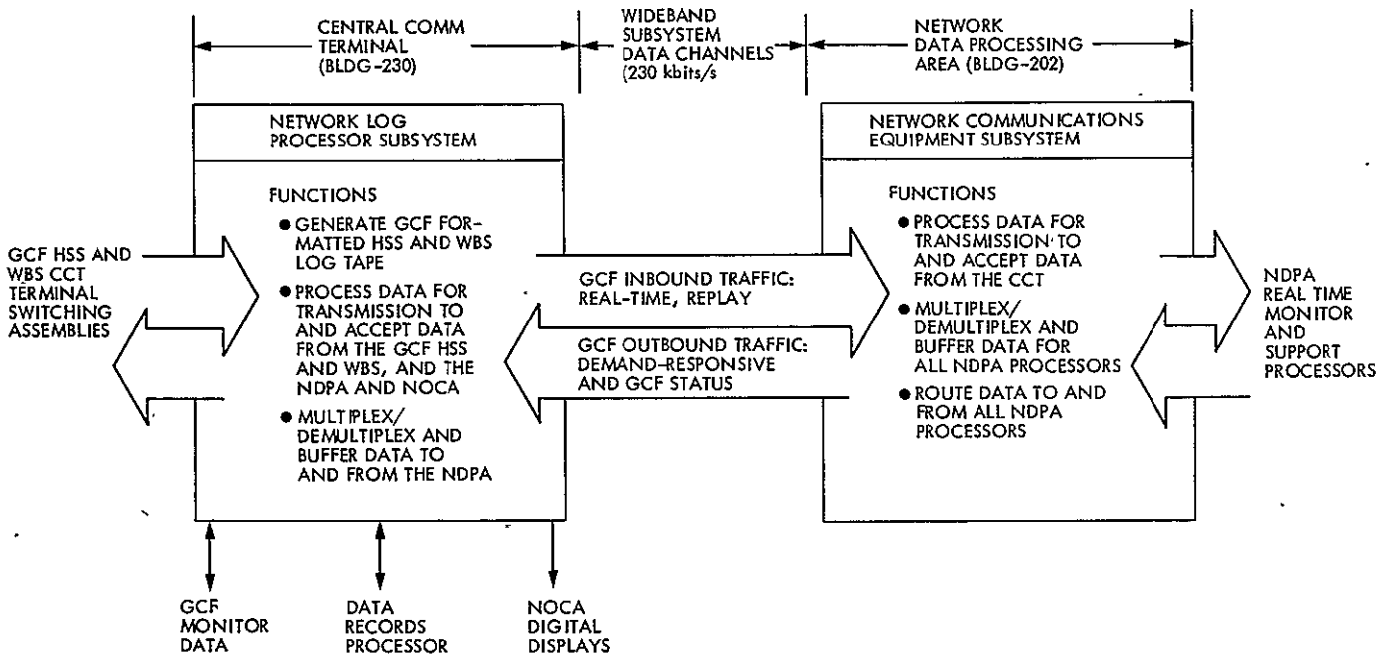 CENTRAL COMM
TERMINAL
(BLDG-230)
WIDEBAND
SUBSYSTEM
DATA CHANNELS
(230 kbits/s
NETWORK
DATA PROCESSING
AREA (BLDG-202)
NETWORK LOG
PROCESSOR SUBSYSTEM
NETWORK COMMUNICATIONS
EQUIPMENT SUBSYSTEM
GCF HSS AND
WBS CCT
TERMINAL
SWITCHING
ASSEMBLIES
FUNCTIONS
● GENERATE GCF FOR-
MATTED HSS AND WBS
LOG TAPE
● PROCESS DATA FOR
TRANSMISSION TO
AND ACCEPT DATA
FROM THE GCF HSS
AND WBS, AND THE
NDPA AND NOCA
● MULTIPLEX/
DEMULTIPLEX AND
BUFFER DATA TO
AND FROM THE NDPA
GCF INBOUND TRAFFIC:
REAL-TIME, REPLAY
GCF OUTBOUND TRAFFIC:
DEMAND-RESPONSIVE
AND GCF STATUS
FUNCTIONS
● PROCESS DATA FOR
TRANSMISSION TO
AND ACCEPT DATA
FROM THE CCT
● MULTIPLEX/
DEMULTIPLEX AND
BUFFER DATA FOR
ALL NDPA PROCESSORS
● ROUTE DATA TO AND
FROM ALL NDPA
PROCESSORS
NDPA
REAL TIME
MONITOR
AND
SUPPORT
PROCESSORS
GCF
MONITOR
DATA
DATA
RECORDS
PROCESSOR
NOCA
DIGITAL
DISPLAYS